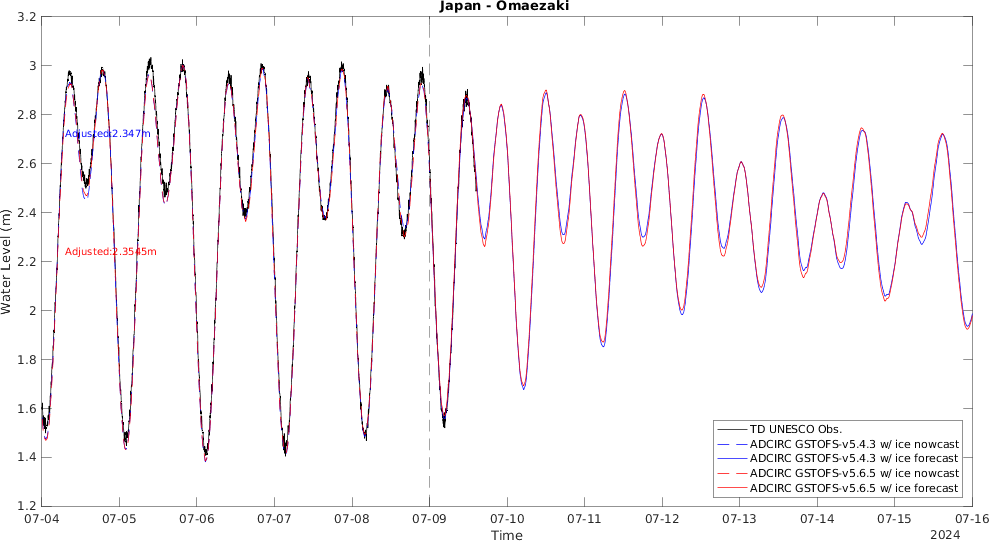 Japan - Omaezaki
3.2
3
2.8
2.6
2.4
2.2
2
1.8
1.6
1.4
1.2
Water Level (m)
Adjusted:2.347m
Adjusted:2.3545m
TD UNESCO Obs.
ADCIRC GSTOFS-v5.4.3 w/ ice nowcast
ADCIRC GSTOFS-v5.4.3 w/ ice forecast
ADCIRC GSTOFS-v5.6.5 w/ ice nowcast
ADCIRC GSTOFS-v5.6.5 w/ ice forecast
07-04 07-05 07-06 07-07 07-08 07-09 07-10 07-11 07-12 07-13 07-14 07-15 07-16
Time
2024